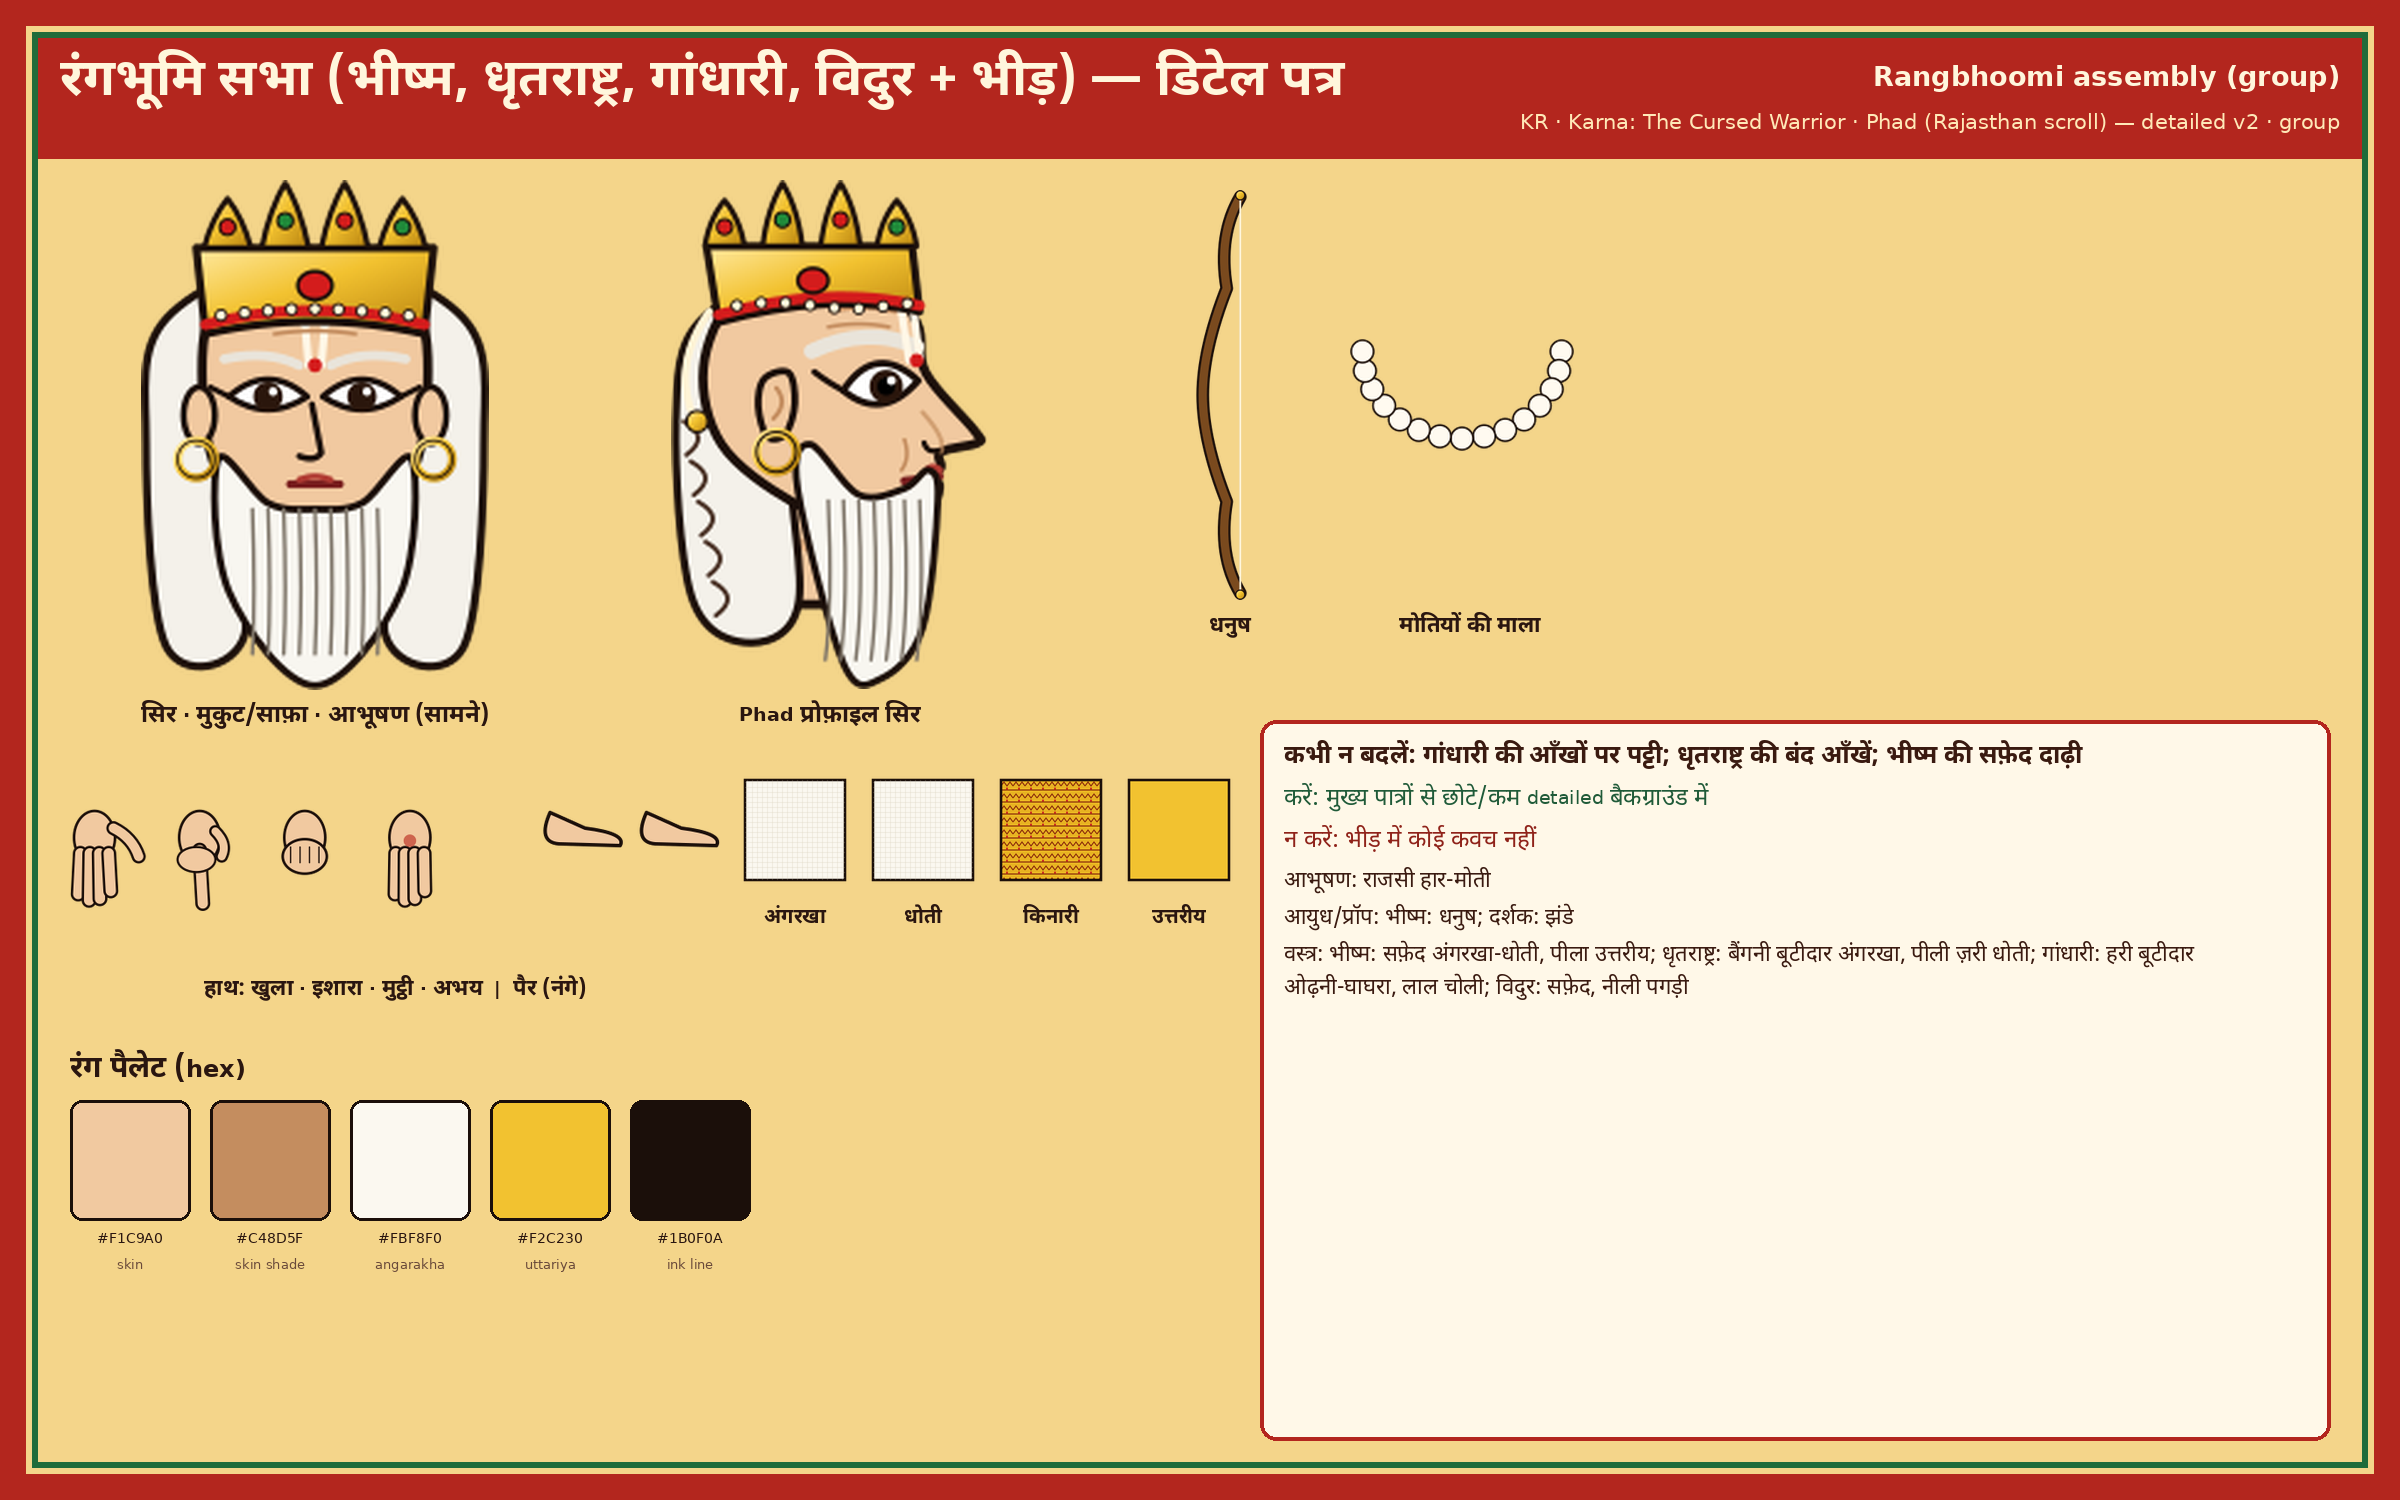 रंगभूमि सभा (भीष्म, धृतराष्ट्र, गांधारी, विदुर + भीड़) — डिटेल पत्र
Rangbhoomi assembly (group)
KR · Karna: The Cursed Warrior · Phad (Rajasthan scroll) — detailed v2 · group
धनुष
मोतियों की माला
सिर · मुकुट/साफ़ा · आभूषण (सामने)
Phad प्रोफ़ाइल सिर
कभी न बदलें: गांधारी की आँखों पर पट्टी; धृतराष्ट्र की बंद आँखें; भीष्म की सफ़ेद दाढ़ी
करें: मुख्य पात्रों से छोटे/कम detailed बैकग्राउंड में
न करें: भीड़ में कोई कवच नहीं
आभूषण: राजसी हार-मोती
आयुध/प्रॉप: भीष्म: धनुष; दर्शक: झंडे
वस्त्र: भीष्म: सफ़ेद अंगरखा-धोती, पीला उत्तरीय; धृतराष्ट्र: बैंगनी बूटीदार अंगरखा, पीली ज़री धोती; गांधारी: हरी बूटीदार
ओढ़नी-घाघरा, लाल चोली; विदुर: सफ़ेद, नीली पगड़ी
अंगरखा
धोती
किनारी
उत्तरीय
हाथ: खुला · इशारा · मुट्ठी · अभय | पैर (नंगे)
रंग पैलेट (hex)
#F1C9A0
#C48D5F
#FBF8F0
#F2C230
#1B0F0A
skin
skin shade
angarakha
uttariya
ink line